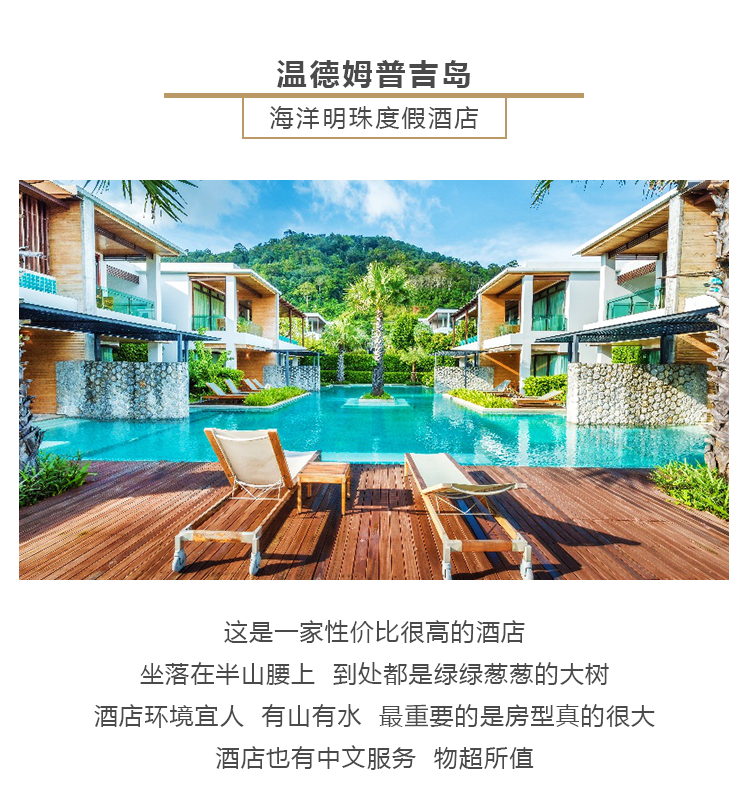 温德姆普吉岛
海洋明珠度假酒店
这是一家性价比很高的酒店
坐落在半山腰上 到处都是绿绿葱葱的大树
酒店环境宜人 有山有水 最重要的是房型真的很大
酒店也有中文服务 物超所值